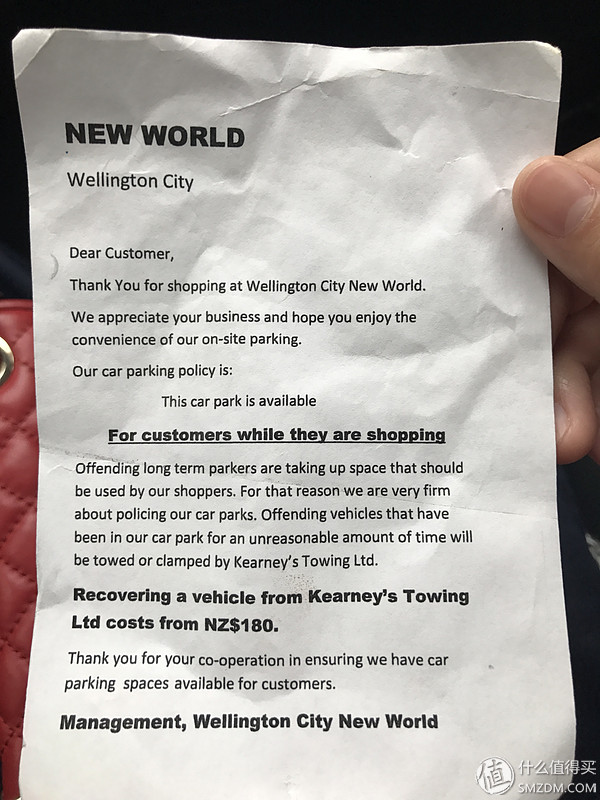 NEW WORLD
Wellington City
Dear Customer,
Thank You for shopping at Wellington City New World.
We appreciate your business and hope you enjoy the
convenience of our on-site parking.
Our car parking policy is:
This car park is available
For customers while they are shopping
Offending long term parkers are taking up space that should
be used by our shoppers. For that reason we are very firm
about policing our car parks. Offending vehicles that have
been in our car park for an unreasonable amount of time will
be towed or clamped by Kearney's Towing Ltd.
Recovering a vehicle from Kearney's Towing
Ltd costs from NZ$180.
Thank you for your co-operation in ensuring we have car
parking spaces available for customers.
Management, Wellington City New World
值 什么值得买
SMZDM.COM